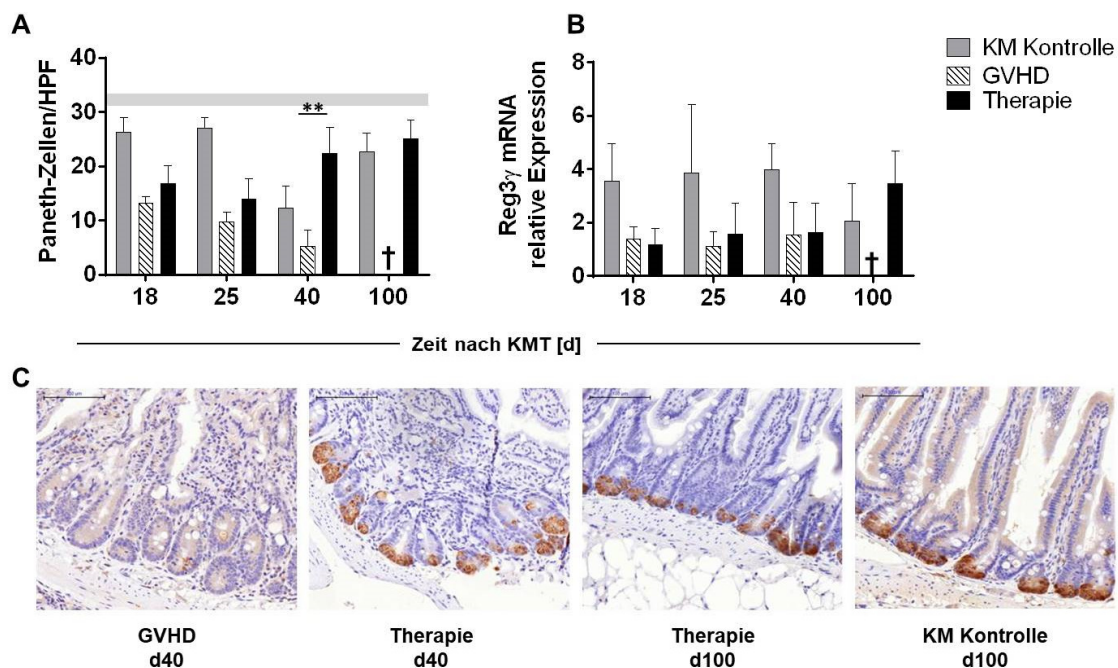 A
Paneth-Zellen/HPF
40
30
20
10
0
**
†
18 25 40 100
B
Reg3γ mRNA
relative Expression
8
6
4
2
0
†
18 25 40 100
KM Kontrolle
GVHD
Therapie
Zeit nach KMT [d]
C
GVHD
d40
Therapie
d40
Therapie
d100
KM Kontrolle
d100